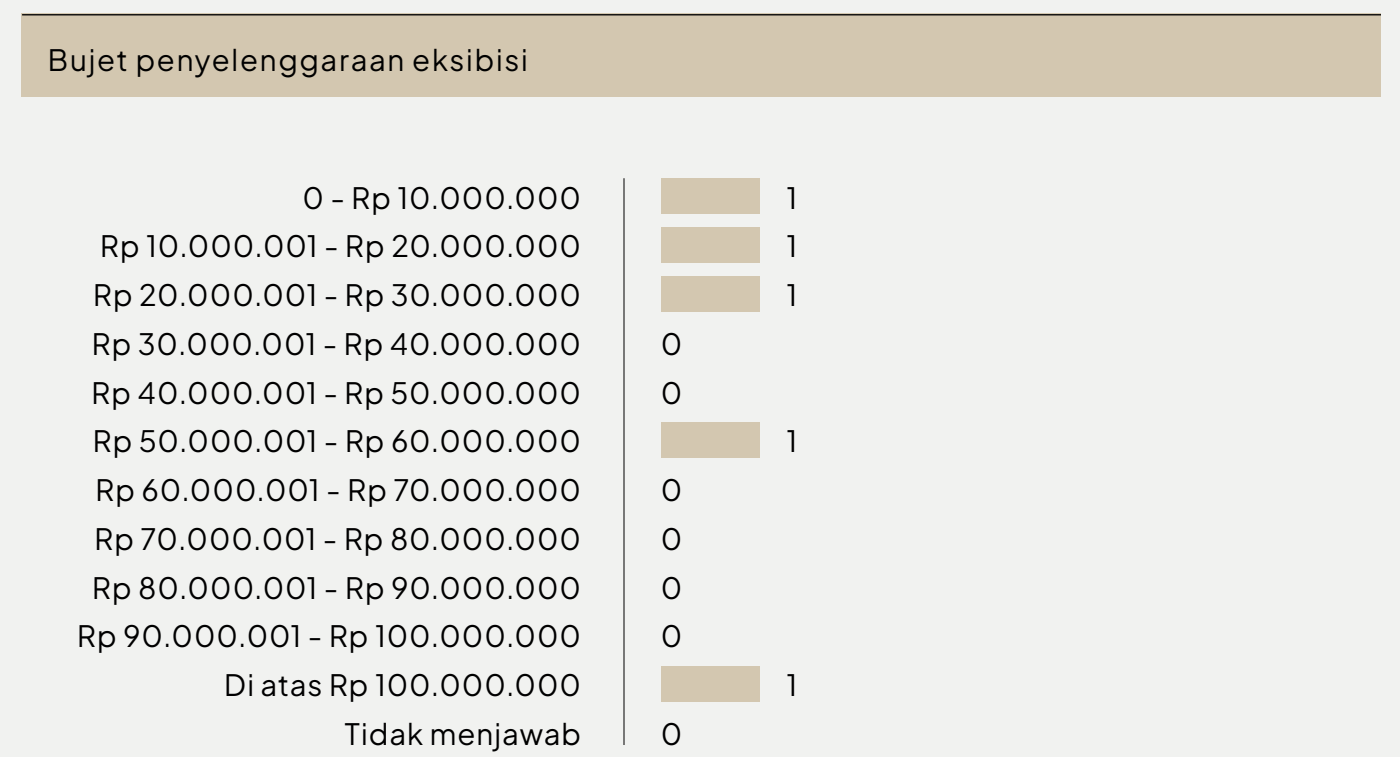 Bujet penyelenggaraan eksibisi
0 - Rp 10.000.000 1
Rp 10.000.001 - Rp 20.000.000 1
Rp 20.000.001 - Rp 30.000.000 1
Rp 30.000.001 - Rp 40.000.000 0
Rp 40.000.001 - Rp 50.000.000 0
Rp 50.000.001 - Rp 60.000.000 1
Rp 60.000.001 - Rp 70.000.000 0
Rp 70.000.001 - Rp 80.000.000 0
Rp 80.000.001 - Rp 90.000.000 0
Rp 90.000.001 - Rp 100.000.000 0
Di atas Rp 100.000.000 1
Tidak menjawab 0